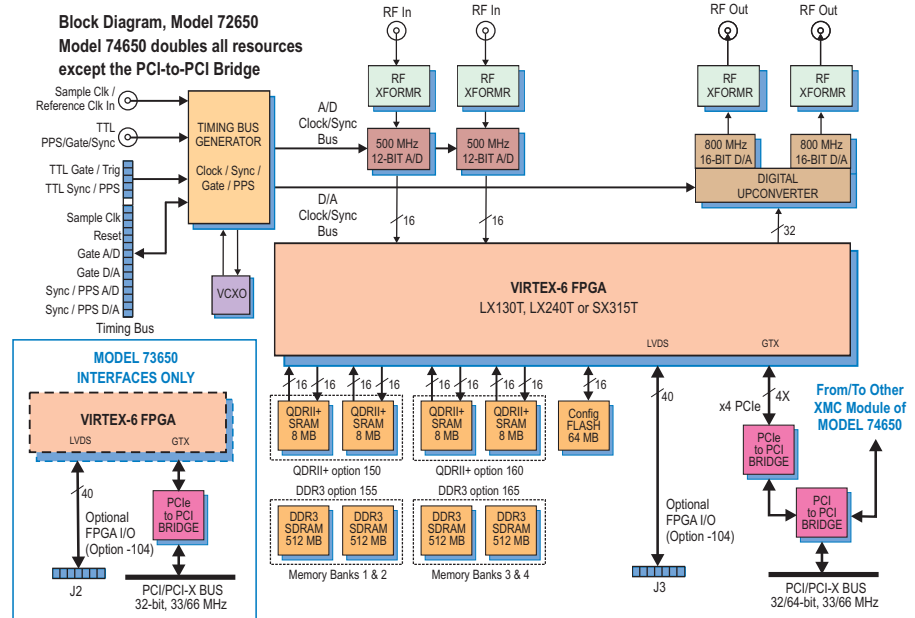 Block Diagram, Model 72650
Model 74650 doubles all resources
except the PCI-to-PCI Bridge
RF In
RF In
RF Out
RF Out
Sample Clk /
Reference Clk In
TTL
PPS/Gate/Sync
TTL Gate / Trig
TTL Sync / PPS
Sample Clk
Reset
Gate A/D
Gate D/A
Sync / PPS A/D
Sync / PPS D/A
Timing Bus
TIMING BUS
GENERATOR
Clock / Sync /
Gate / PPS
VCXO
A/D
Clock/Sync
Bus
D/A
Clock/Sync
Bus
RF
XFORMR
RF
XFORMR
500 MHz
12-BIT A/D
500 MHz
12-BIT A/D
16
16
RF
XFORMR
RF
XFORMR
800 MHz
16-BIT D/A
800 MHz
16-BIT D/A
DIGITAL
UPCONVERTER
32
VIRTEX-6 FPGA
LX130T, LX240T or SX315T
LVDS
GTX
16
16
16
16
16
16
16
16
16
40
4X
x4 PCIe
QDRII+
SRAM
8 MB
QDRII+
SRAM
8 MB
QDRII+
SRAM
8 MB
QDRII+
SRAM
8 MB
Config
FLASH
64 MB
QDRII+ option 150
QDRII+ option 160
DDR3 option 155
DDR3 option 165
DDR3
SDRAM
512 MB
DDR3
SDRAM
512 MB
DDR3
SDRAM
512 MB
DDR3
SDRAM
512 MB
Memory Banks 1 & 2
Memory Banks 3 & 4
Optional
FPGA I/O
(Option -104)
J3
PCIe
to PCI
BRIDGE
PCI
to PCI
BRIDGE
From/To Other
XMC Module of
MODEL 74650
PCI/PCI-X BUS
32/64-bit, 33/66 MHz
MODEL 73650
INTERFACES ONLY
VIRTEX-6 FPGA
LVDS
GTX
40
Optional
FPGA I/O
(Option -104)
PCIe
to PCI
BRIDGE
J2
PCI/PCI-X BUS
32-bit, 33/66 MHz